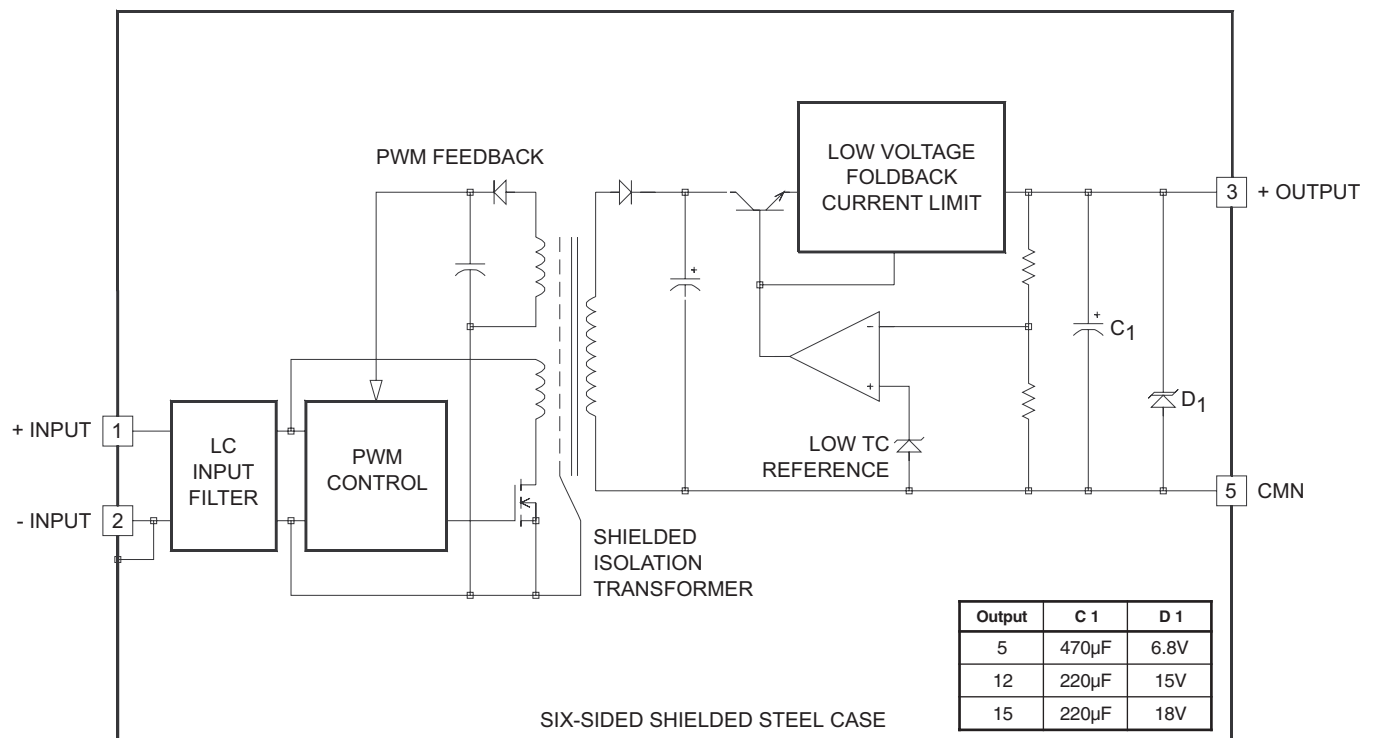 PWM FEEDBACK
LOW VOLTAGE
FOLDBACK
CURRENT LIMIT
3
+ OUTPUT
+
+
C1
−
+
D1
+ INPUT
1
LC
INPUT
FILTER
PWM
CONTROL
LOW TC
REFERENCE
5
CMN
- INPUT
2
SHIELDED
ISOLATION
TRANSFORMER
Output C 1 D 1
5 470µF 6.8V
12 220µF 15V
15 220µF 18V
SIX-SIDED SHIELDED STEEL CASE